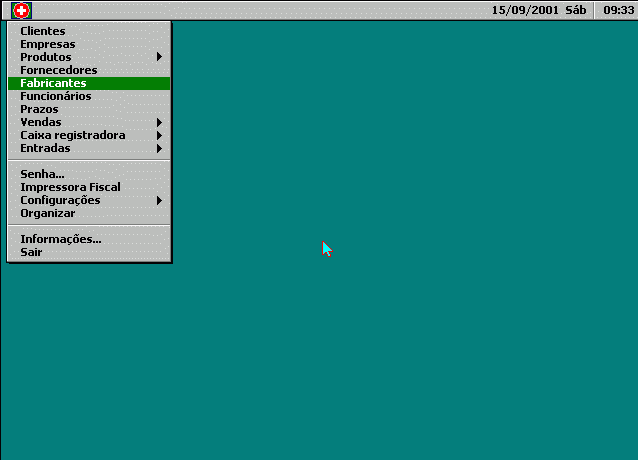 15/09/2001 Sáb 09:33
Clientes
Empresas
Produtos
Fornecedores
Fabricantes
Funcionários
Prazos
Vendas
Caixa registradora
Entradas
Senha...
Impressora Fiscal
Configurações
Organizar
Informações...
Sair